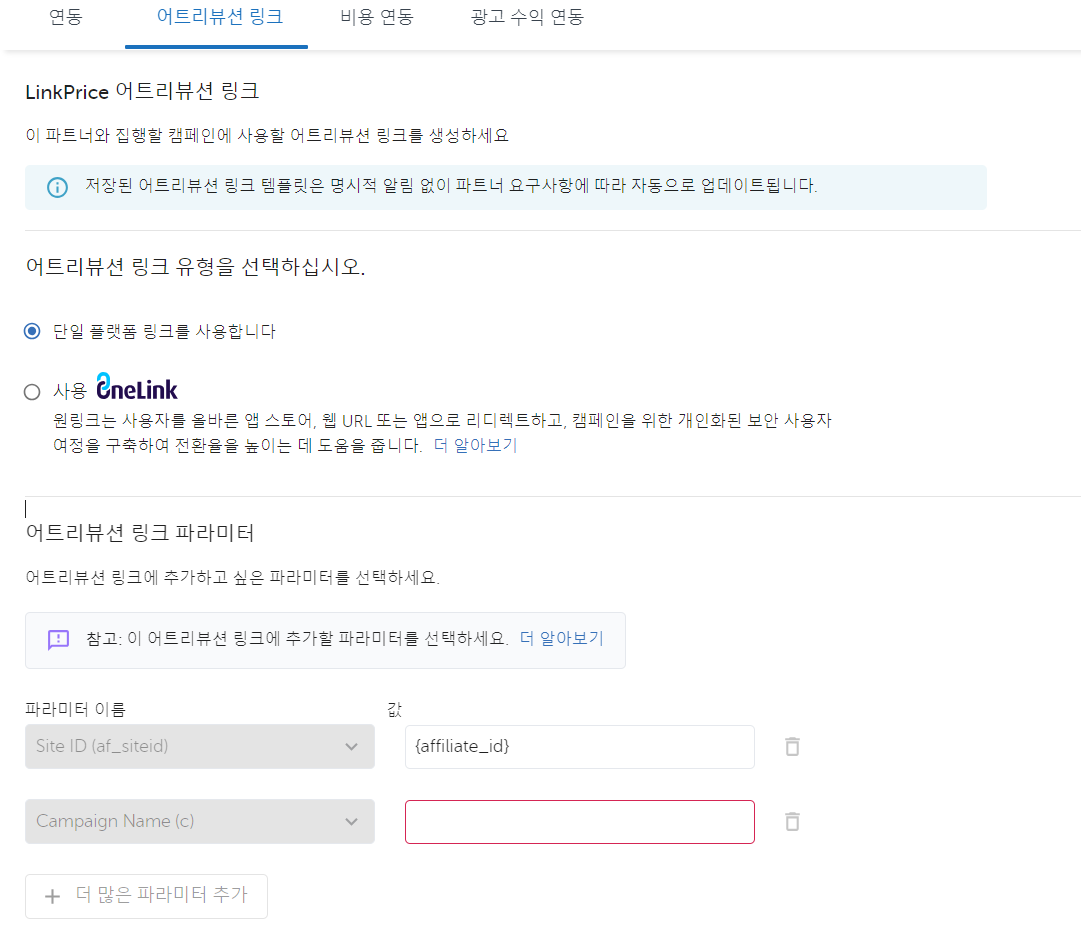 연동 어트리뷰션 링크 비용 연동 광고 수익 연동
LinkPrice 어트리뷰션 링크
이 파트너와 집행할 캠페인에 사용할 어트리뷰션 링크를 생성하세요
저장된 어트리뷰션 링크 템플릿은 명시적 알림 없이 파트너 요구사항에 따라 자동으로 업데이트됩니다.
어트리뷰션 링크 유형을 선택하십시오.
단일 플랫폼 링크를 사용합니다
사용 OneLink
원링크는 사용자를 올바른 앱 스토어, 웹 URL 또는 앱으로 리디렉트하고, 캠페인을 위한 개인화된 보안 사용자
여정을 구축하여 전환율을 높이는 데 도움을 줍니다. 더 알아보기
어트리뷰션 링크 파라미터
어트리뷰션 링크에 추가하고 싶은 파라미터를 선택하세요.
참고: 이 어트리뷰션 링크에 추가할 파라미터를 선택하세요. 더 알아보기
파라미터 이름 값
Site ID (af_siteid) {affiliate_id}
Campaign Name (c)
+ 더 많은 파라미터 추가